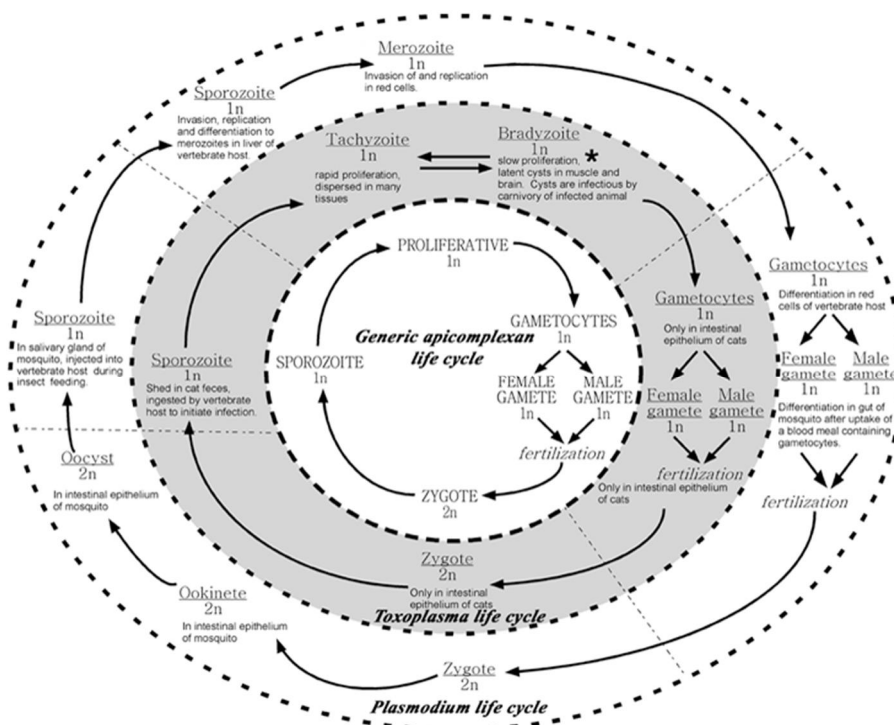 Merozoite
1n
Invasion of and replication
in red cells.
Sporozoite
1n
Invasion, replication
and differentiation to
merozoites in liver of
vertebrate host.
Tachyzoite
1n
rapid proliferation,
dispersed in many
tissues
Bradyzoite
1n *
slow proliferation,
latent cysts in muscle and
brain. Cysts are infectious by
carnivory of infected animal
PROLIFERATIVE
1n
Gametocytes
1n
Differentiation in red
cells of vertebrate host
Gametocytes
1n
Only in intestinal
epithelium of cats
GAMETOCYTES
1n
Generic apicomplexan
life cycle
Sporozoite
1n
In salivary gland of
mosquito, injected into
vertebrate host during
insect feeding.
Sporozoite
1n
Shed in cat feces,
ingested by vertebrate
host to initiate infection.
SPOROZOITE
1n
FEMALE
GAMETE
1n
MALE
GAMETE
1n
Female
gamete
1n
Male
gamete
1n
Female
gamete
1n
Male
gamete
1n
Differentiation in gut of
mosquito after uptake of
a blood meal containing
gametocytes.
fertilization
fertilization
Only in intestinal epithelium
of cats
fertilization
Oocyst
2n
In intestinal epithelium
of mosquito
ZYGOTE
2n
Zygote
2n
Only in intestinal
epithelium of cats
Toxoplasma life cycle
Ookinete
2n
In intestinal epithelium
of mosquito
Zygote
2n
Plasmodium life cycle